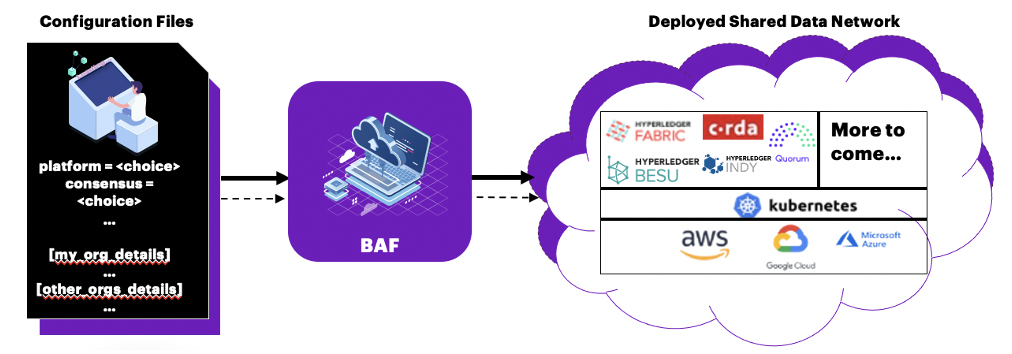 Configuration Files
Deployed Shared Data Network
platform = <choice>
consensus =
<choice>
...
[my_org_details]
...
[other_orgs_details]
...
BAF
HYPERLEDGER
FABRIC
c·rda
HYPERLEDGER
BESU
HYPERLEDGER
INDY
Quorum
More to
come...
kubernetes
aws
Google Cloud
Microsoft
Azure